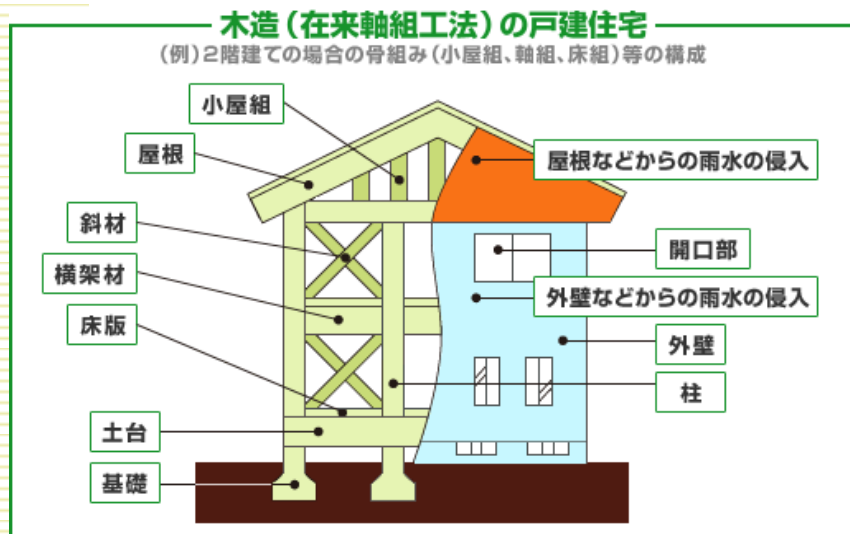 木造（在来軸組工法）の戸建住宅
（例）2階建ての場合の骨組み（小屋組、軸組、床組）等の構成
小屋組
屋根
屋根などからの雨水の侵入
斜材
開口部
横架材
外壁などからの雨水の侵入
床版
外壁
柱
土台
基礎